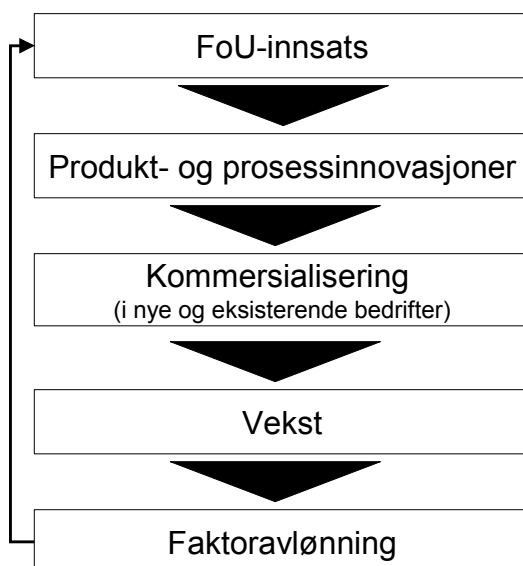 FoU-innsats
Produkt- og prosessinnovasjoner
Kommersialisering
(i nye og eksisterende bedrifter)
Vekst
Faktoravlønning